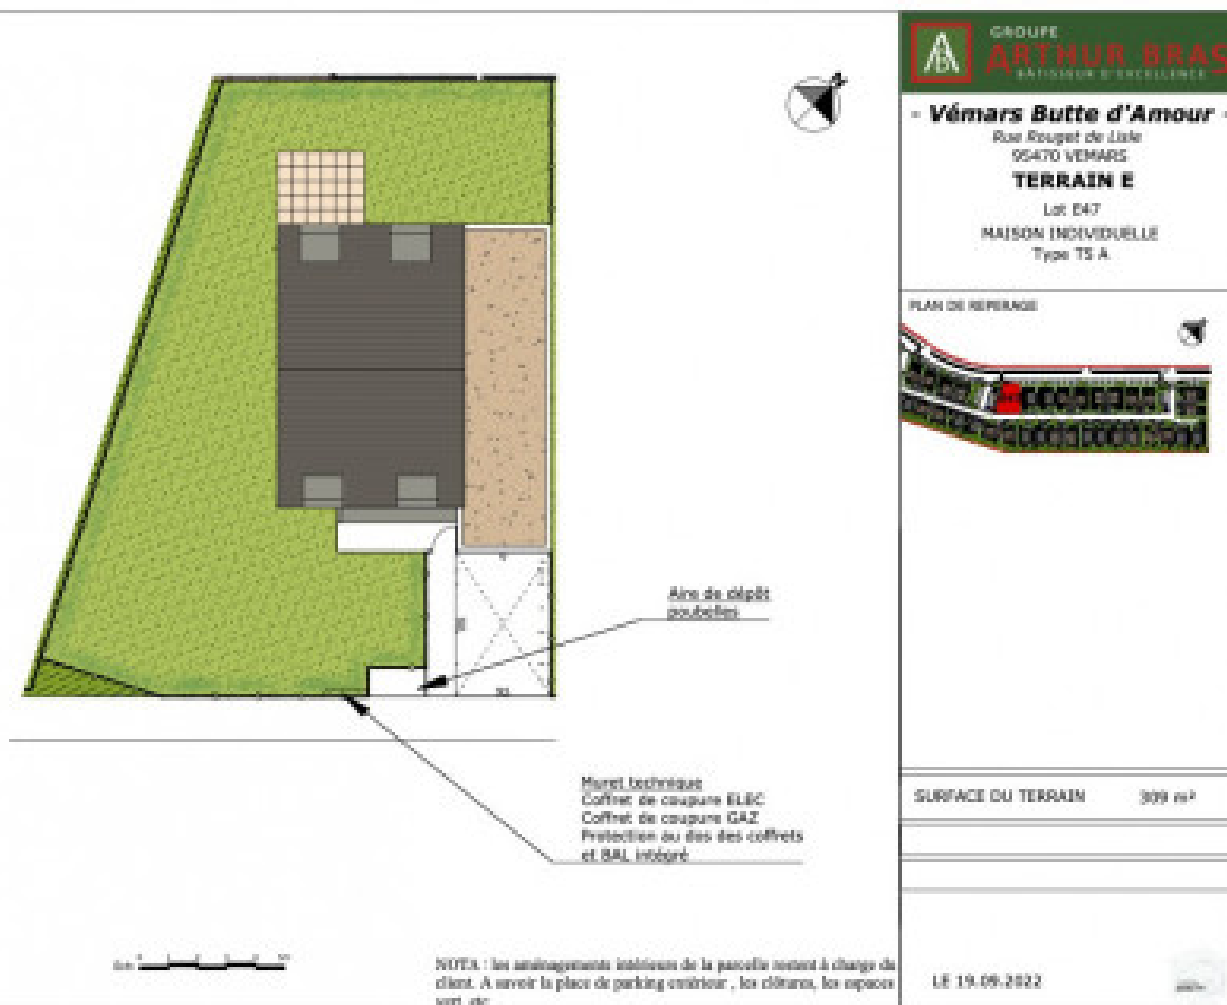 GROUPE
ARTHUR BRAS
BÂTISSEUR D'EXCELLENCE
- Vémars Butte d'Amour -
Rue Rouget de Lisle
95470 VEMARS
TERRAIN E
Lot E47
MAISON INDIVIDUELLE
Type T5 A
PLAN DE REPERAGE
Aire de dépôt
poubelles
Muret technique
Coffret de coupure ELEC
Coffret de coupure GAZ
Protection au dos des coffrets
et BAL intégré
SURFACE DU TERRAIN 309 m²
NOTA : les aménagements intérieurs de la parcelle restent à charge du
client. A savoir la place de parking extérieur , les clôtures, les espaces
vert, etc
LE 19.09.2022